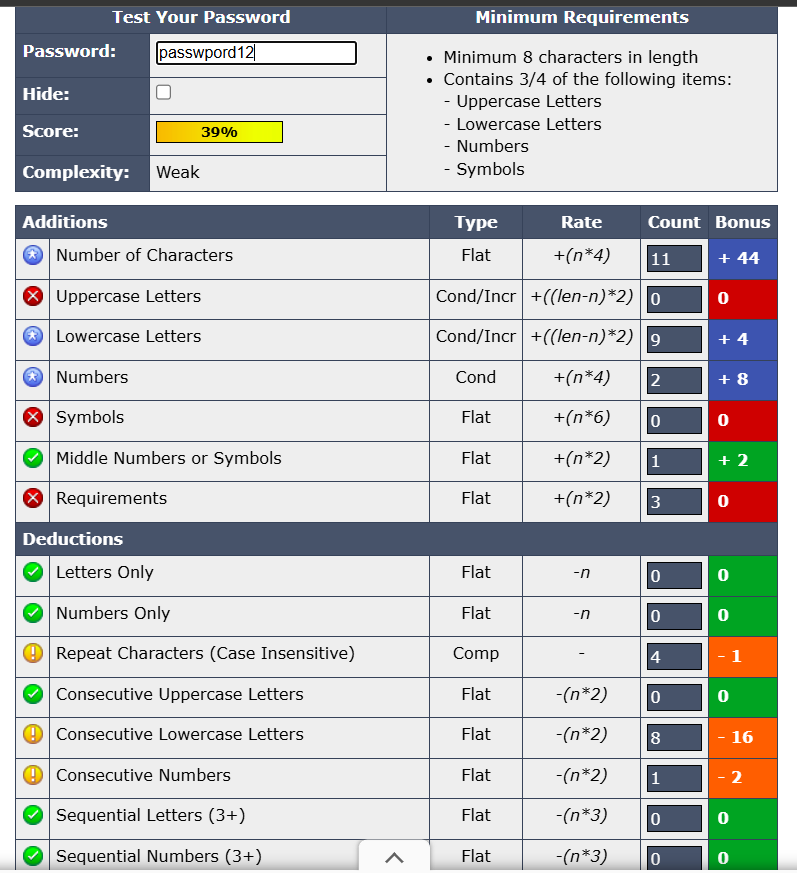 Test Your Password Minimum Requirements
Password: passwpord12
Hide:
Score: 39%
Complexity: Weak
• Minimum 8 characters in length
• Contains 3/4 of the following items:
- Uppercase Letters
- Lowercase Letters
- Numbers
- Symbols
Additions Type Rate Count Bonus
Number of Characters Flat +(n*4) 11 + 44
Uppercase Letters Cond/Incr +((len-n)*2) 0 0
Lowercase Letters Cond/Incr +((len-n)*2) 9 + 4
Numbers Cond +(n*4) 2 + 8
Symbols Flat +(n*6) 0 0
Middle Numbers or Symbols Flat +(n*2) 1 + 2
Requirements Flat +(n*2) 3 0
Deductions
Letters Only Flat -n 0 0
Numbers Only Flat -n 0 0
Repeat Characters (Case Insensitive) Comp - 4 - 1
Consecutive Uppercase Letters Flat -(n*2) 0 0
Consecutive Lowercase Letters Flat -(n*2) 8 - 16
Consecutive Numbers Flat -(n*2) 1 - 2
Sequential Letters (3+) Flat -(n*3) 0 0
Sequential Numbers (3+) Flat -(n*3) 0 0